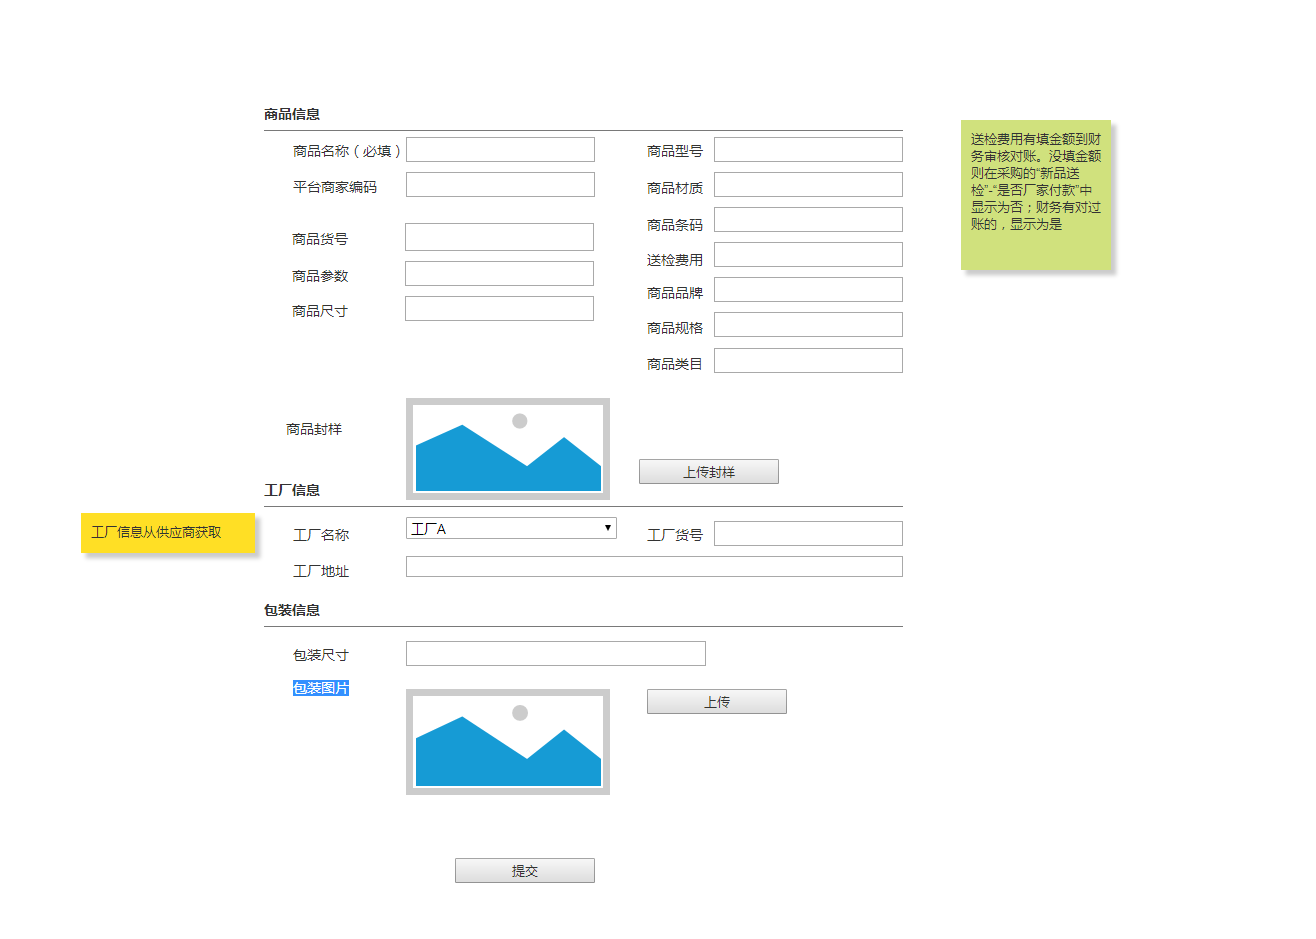 商品信息
商品名称（必填）
商品型号
平台商家编码
商品材质
商品条码
商品货号
送检费用
商品参数
商品品牌
商品尺寸
商品规格
商品类目
送检费用有填金额到财
务审核对账。没填金额
则在采购的“新品送
检”-“是否厂家付款”中
显示为否；财务有对过
账的，显示为是
商品封样
上传封样
工厂信息
工厂信息从供应商获取
工厂名称
工厂A
工厂货号
工厂地址
包装信息
包装尺寸
包装图片
上传
提交